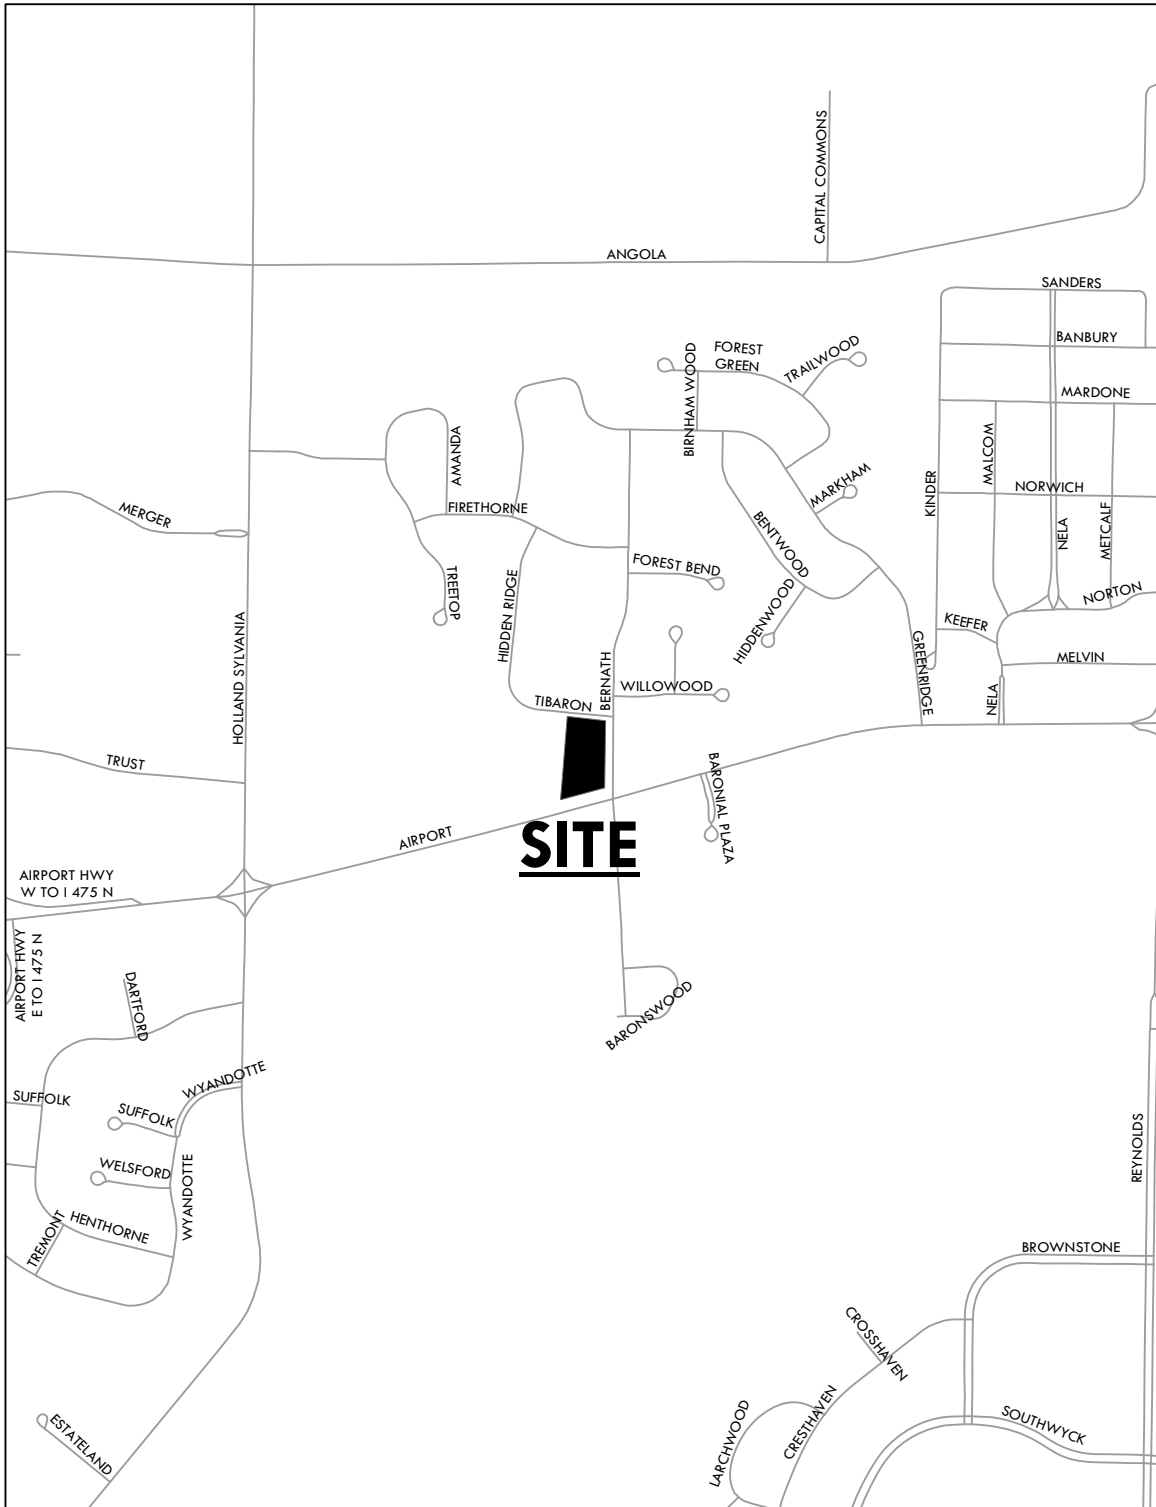 CAPITAL COMMONS
ANGOLA
SANDERS
BANBURY
FOREST
GREEN
TRAILWOOD
BIRNHAM WOOD
MARDONE
AMANDA
MALCOM
MARKHAM
KINDER
NORWICH
MERGER
FIRETHORNE
BENTWOOD
NELA
METCALF
FOREST BEND
TREETOP
HIDDEN RIDGE
HIDDENWOOD
NORTON
KEEFER
HOLLAND SYLVANIA
GREENRIDGE
MELVIN
BERNATH
WILLOWOOD
TIBARON
NELA
TRUST
BARONIAL PLAZA
AIRPORT
SITE
AIRPORT HWY
W TO I 475 N
AIRPORT HWY
E TO I 475 N
DARTFORD
BARONSWOOD
WYANDOTTE
SUFFOLK
SUFFOLK
REYNOLDS
WELSFORD
WYANDOTTE
HENTHORNE
TREMONT
BROWNSTONE
CROSSHAVEN
CRESTHAVEN
LARCHWOOD
SOUTHWYCK
ESTATELAND